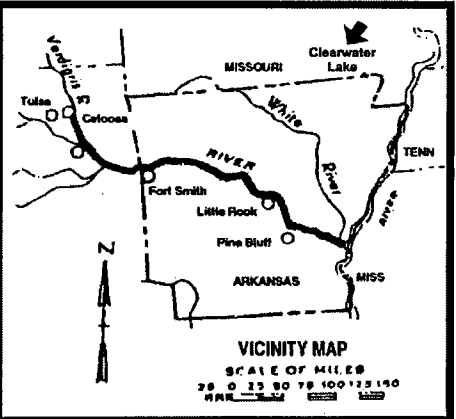 Verdigris
MISSOURI
Clearwater
Lake
Tulsa
Catoosa
White
River
RIVER
TENN
Fort Smith
Little Rock
RIVER
Pine Bluff
N
ARKANSAS
MISS
VICINITY MAP
SCALE OF MILES
25 0 25 50 75 100 125 150